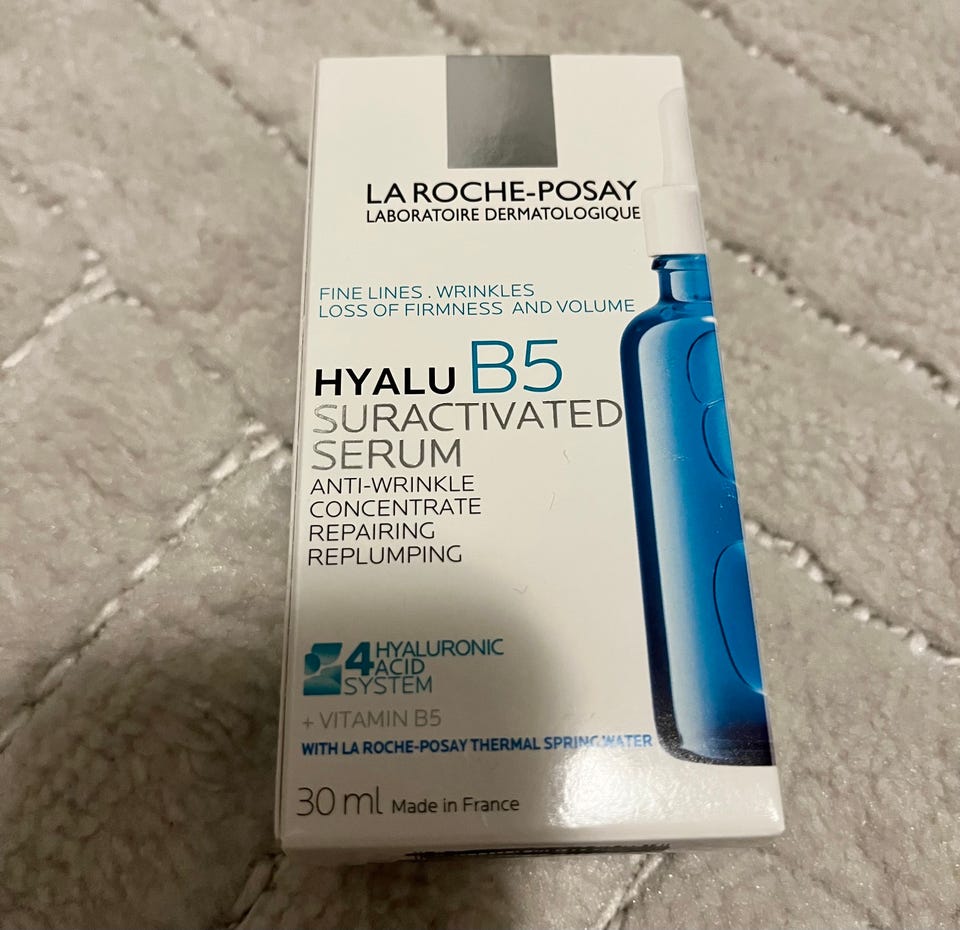 LA ROCHE-POSAY
LABORATOIRE DERMATOLOGIQUE
FINE LINES . WRINKLES
LOSS OF FIRMNESS AND VOLUME
HYALU B5
SURACTIVATED
SERUM
ANTI-WRINKLE
CONCENTRATE
REPAIRING
REPLUMPING
4 HYALURONIC
ACID
SYSTEM
+ VITAMIN B5
WITH LA ROCHE-POSAY THERMAL SPRING WATER
30 ml Made in France